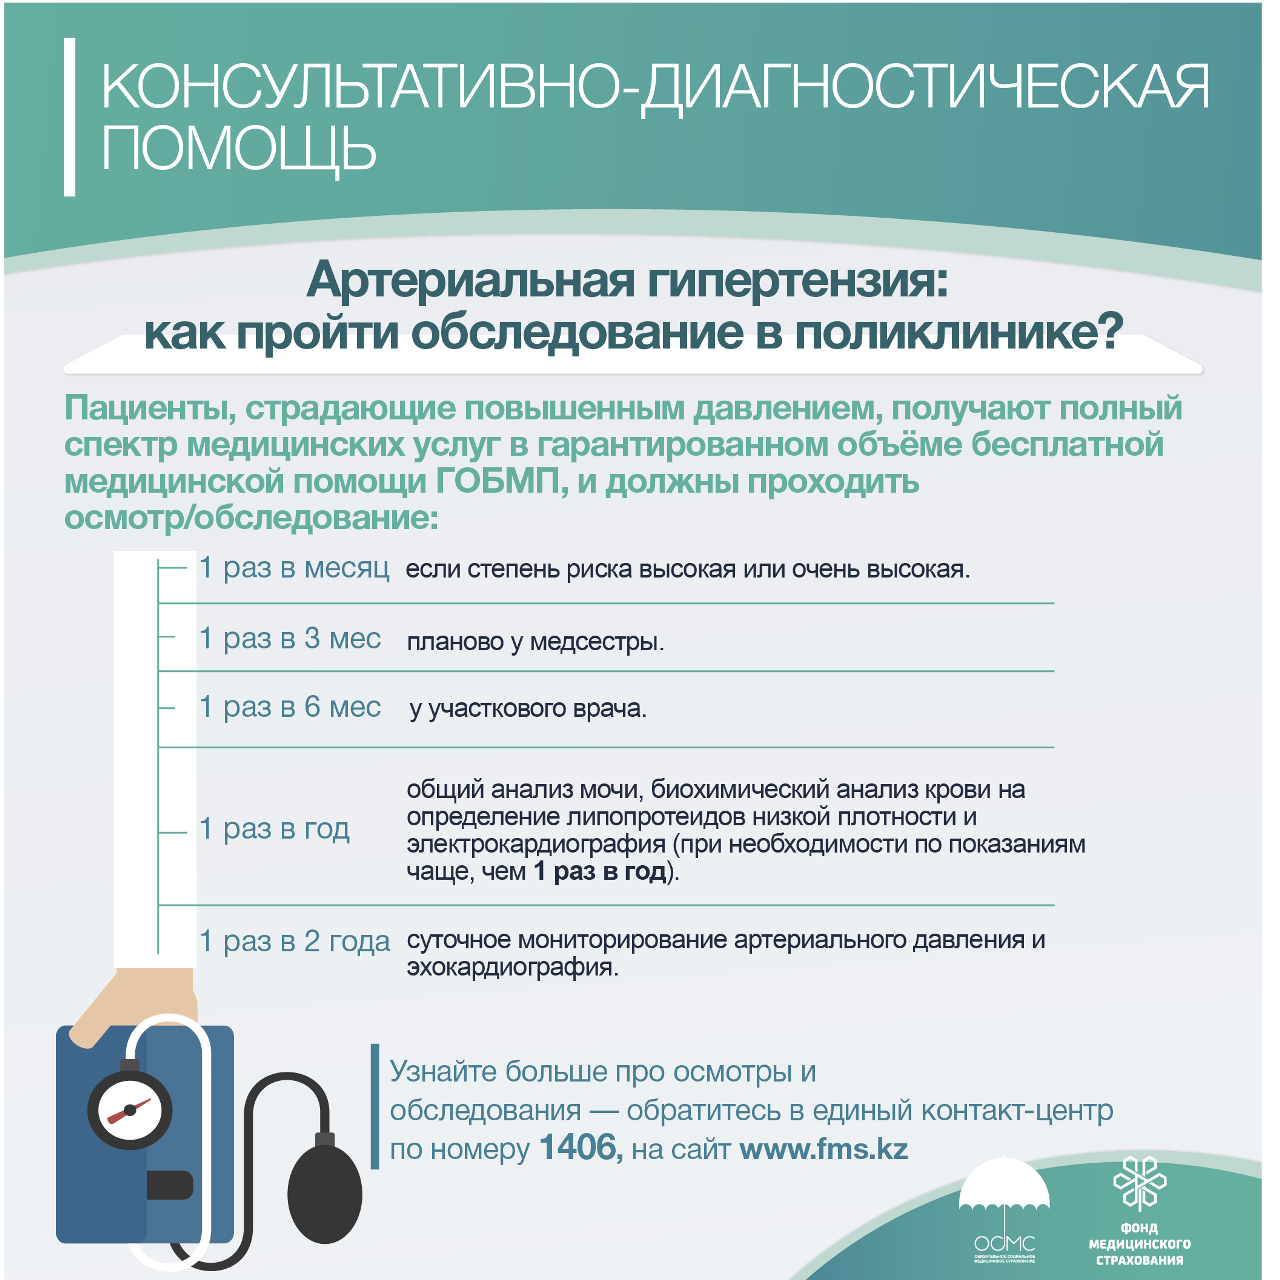 КОНСУЛЬТАТИВНО-ДИАГНОСТИЧЕСКАЯ
ПОМОЩЬ
Артериальная гипертензия:
как пройти обследование в поликлинике?
Пациенты, страдающие повышенным давлением, получают полный
спектр медицинских услуг в гарантированном объёме бесплатной
медицинской помощи ГОБМП, и должны проходить
осмотр/обследование:
1 раз в месяц если степень риска высокая или очень высокая.
1 раз в 3 мес планово у медсестры.
1 раз в 6 мес у участкового врача.
общий анализ мочи, биохимический анализ крови на
определение липопротеидов низкой плотности и
1 раз в год электрокардиография (при необходимости по показаниям
чаще, чем 1 раз в год).
1 раз в 2 года суточное мониторирование артериального давления и
эхокардиография.
Узнайте больше про осмотры и
обследования — обратитесь в единый контакт-центр
по номеру 1406, на сайт www.fms.kz
осмс
ОБЯЗАТЕЛЬНОЕ СОЦИАЛЬНОЕ
МЕДИЦИНСКОЕ СТРАХОВАНИЕ
ФОНД
МЕДИЦИНСКОГО
СТРАХОВАНИЯ